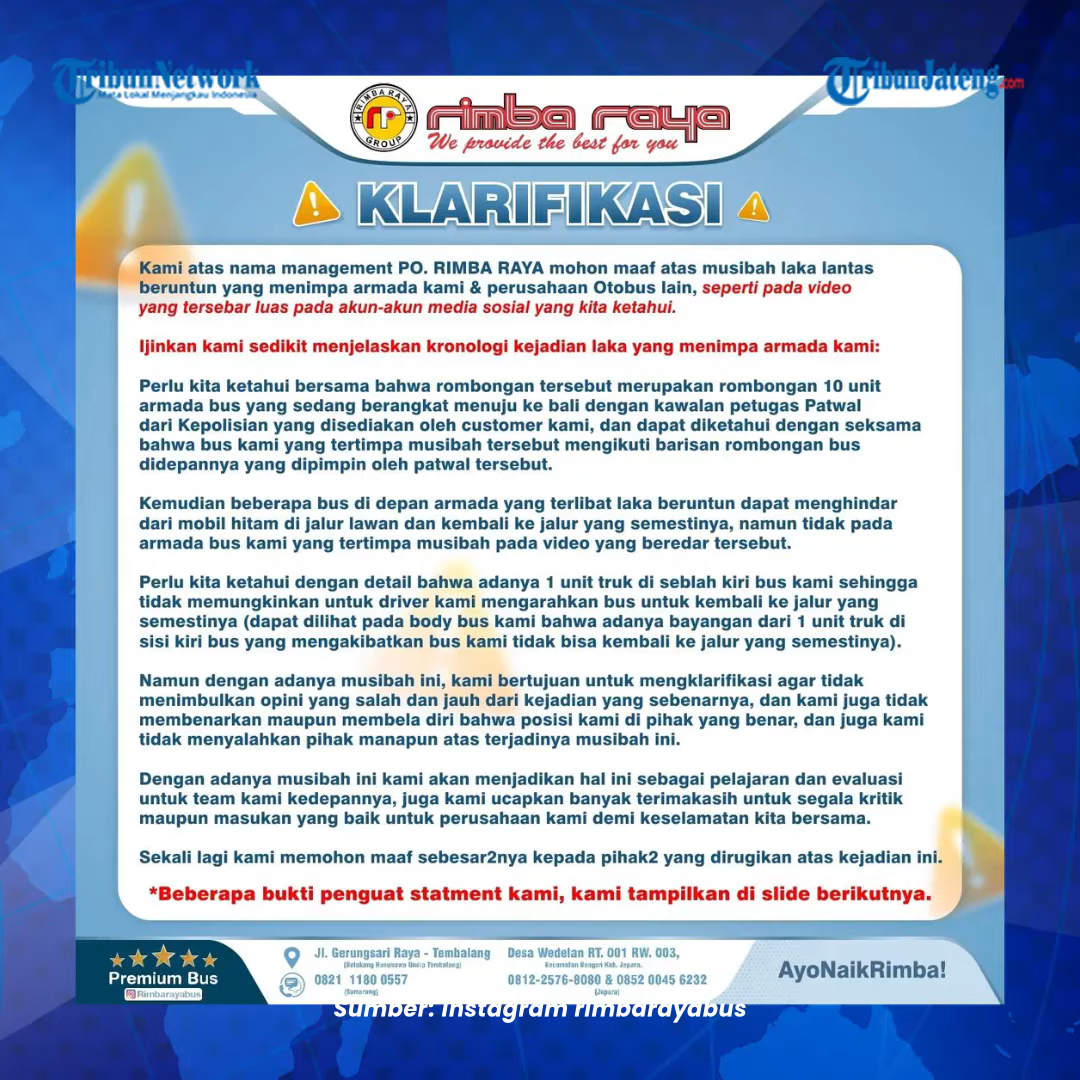 TribunNetwork
Mata Lokal Menjangkau Indonesia
TribunJateng.com
RIMBA RAYA
GROUP
rimba raya
We provide the best for you
KLARIFIKASI
Kami atas nama management PO. RIMBA RAYA mohon maaf atas musibah laka lantas
beruntun yang menimpa armada kami & perusahaan Otobus lain, seperti pada video
yang tersebar luas pada akun-akun media sosial yang kita ketahui.
Ijinkan kami sedikit menjelaskan kronologi kejadian laka yang menimpa armada kami:
Perlu kita ketahui bersama bahwa rombongan tersebut merupakan rombongan 10 unit
armada bus yang sedang berangkat menuju ke bali dengan kawalan petugas Patwal
dari Kepolisian yang disediakan oleh customer kami, dan dapat diketahui dengan seksama
bahwa bus kami yang tertimpa musibah tersebut mengikuti barisan rombongan bus
didepannya yang dipimpin oleh patwal tersebut.
Kemudian beberapa bus di depan armada yang terlibat laka beruntun dapat menghindar
dari mobil hitam di jalur lawan dan kembali ke jalur yang semestinya, namun tidak pada
armada bus kami yang tertimpa musibah pada video yang beredar tersebut.
Perlu kita ketahui dengan detail bahwa adanya 1 unit truk di seblah kiri bus kami sehingga
tidak memungkinkan untuk driver kami mengarahkan bus untuk kembali ke jalur yang
semestinya (dapat dilihat pada body bus kami bahwa adanya bayangan dari 1 unit truk di
sisi kiri bus yang mengakibatkan bus kami tidak bisa kembali ke jalur yang semestinya).
Namun dengan adanya musibah ini, kami bertujuan untuk mengklarifikasi agar tidak
menimbulkan opini yang salah dan jauh dari kejadian yang sebenarnya, dan kami juga tidak
membenarkan maupun membela diri bahwa posisi kami di pihak yang benar, dan juga kami
tidak menyalahkan pihak manapun atas terjadinya musibah ini.
Dengan adanya musibah ini kami akan menjadikan hal ini sebagai pelajaran dan evaluasi
untuk team kami kedepannya, juga kami ucapkan banyak terimakasih untuk segala kritik
maupun masukan yang baik untuk perusahaan kami demi keselamatan kita bersama.
Sekali lagi kami memohon maaf sebesar2nya kepada pihak2 yang dirugikan atas kejadian ini.
*Beberapa bukti penguat statment kami, kami tampilkan di slide berikutnya.
Premium Bus
Rimbarayabus
Jl. Gerungsari Raya - Tembalang
(Belakang Rusunawa Undip Tembalang)
0821 1180 0557
(Semarang)
Desa Wedelan RT. 001 RW. 003,
Kecamatan Bangsri Kab. Jepara.
0812-2576-8080 & 0852 0045 6232
(Jepara)
AyoNaikRimba!
Sumber: Instagram rimbarayabus